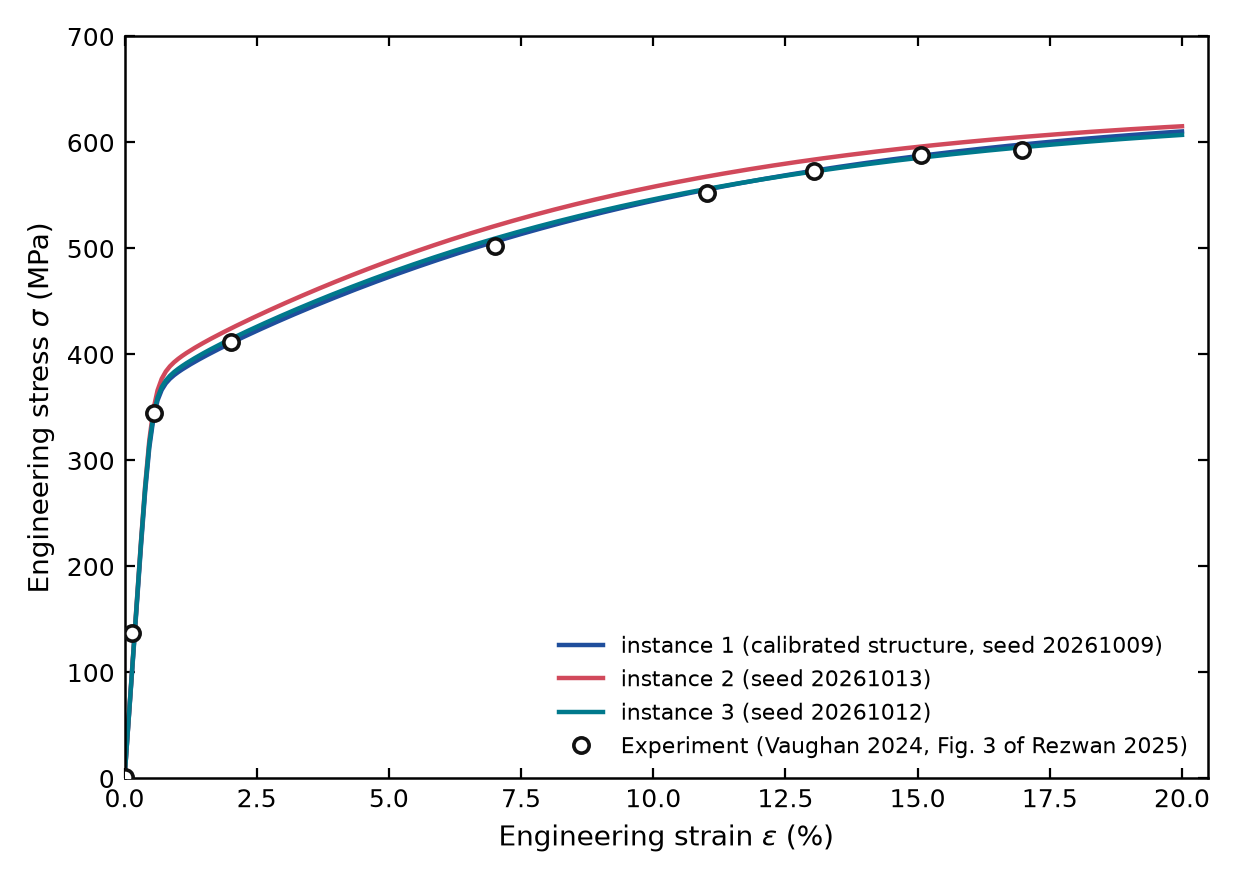 700
600
500
400
300
200
100
0
Engineering stress σ (MPa)
instance 1 (calibrated structure, seed 20261009)
instance 2 (seed 20261013)
instance 3 (seed 20261012)
Experiment (Vaughan 2024, Fig. 3 of Rezwan 2025)
0.0 2.5 5.0 7.5 10.0 12.5 15.0 17.5 20.0
Engineering strain ε (%)